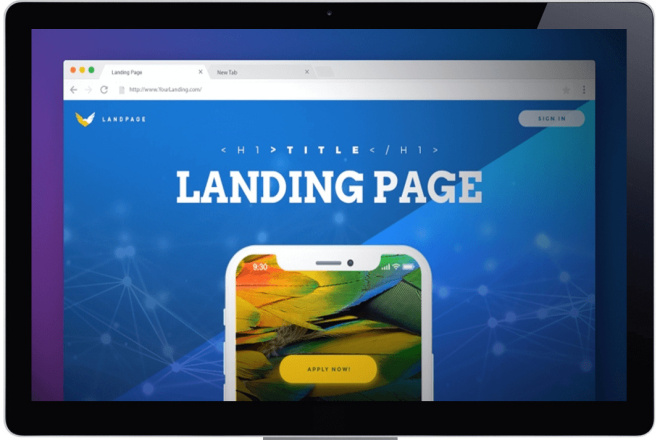 Landing Page
New Tab
http://www.YourLanding.com/
LANDPAGE
SIGN IN
<H1>TITLE</H1>
LANDING PAGE
9:30
APPLY NOW!